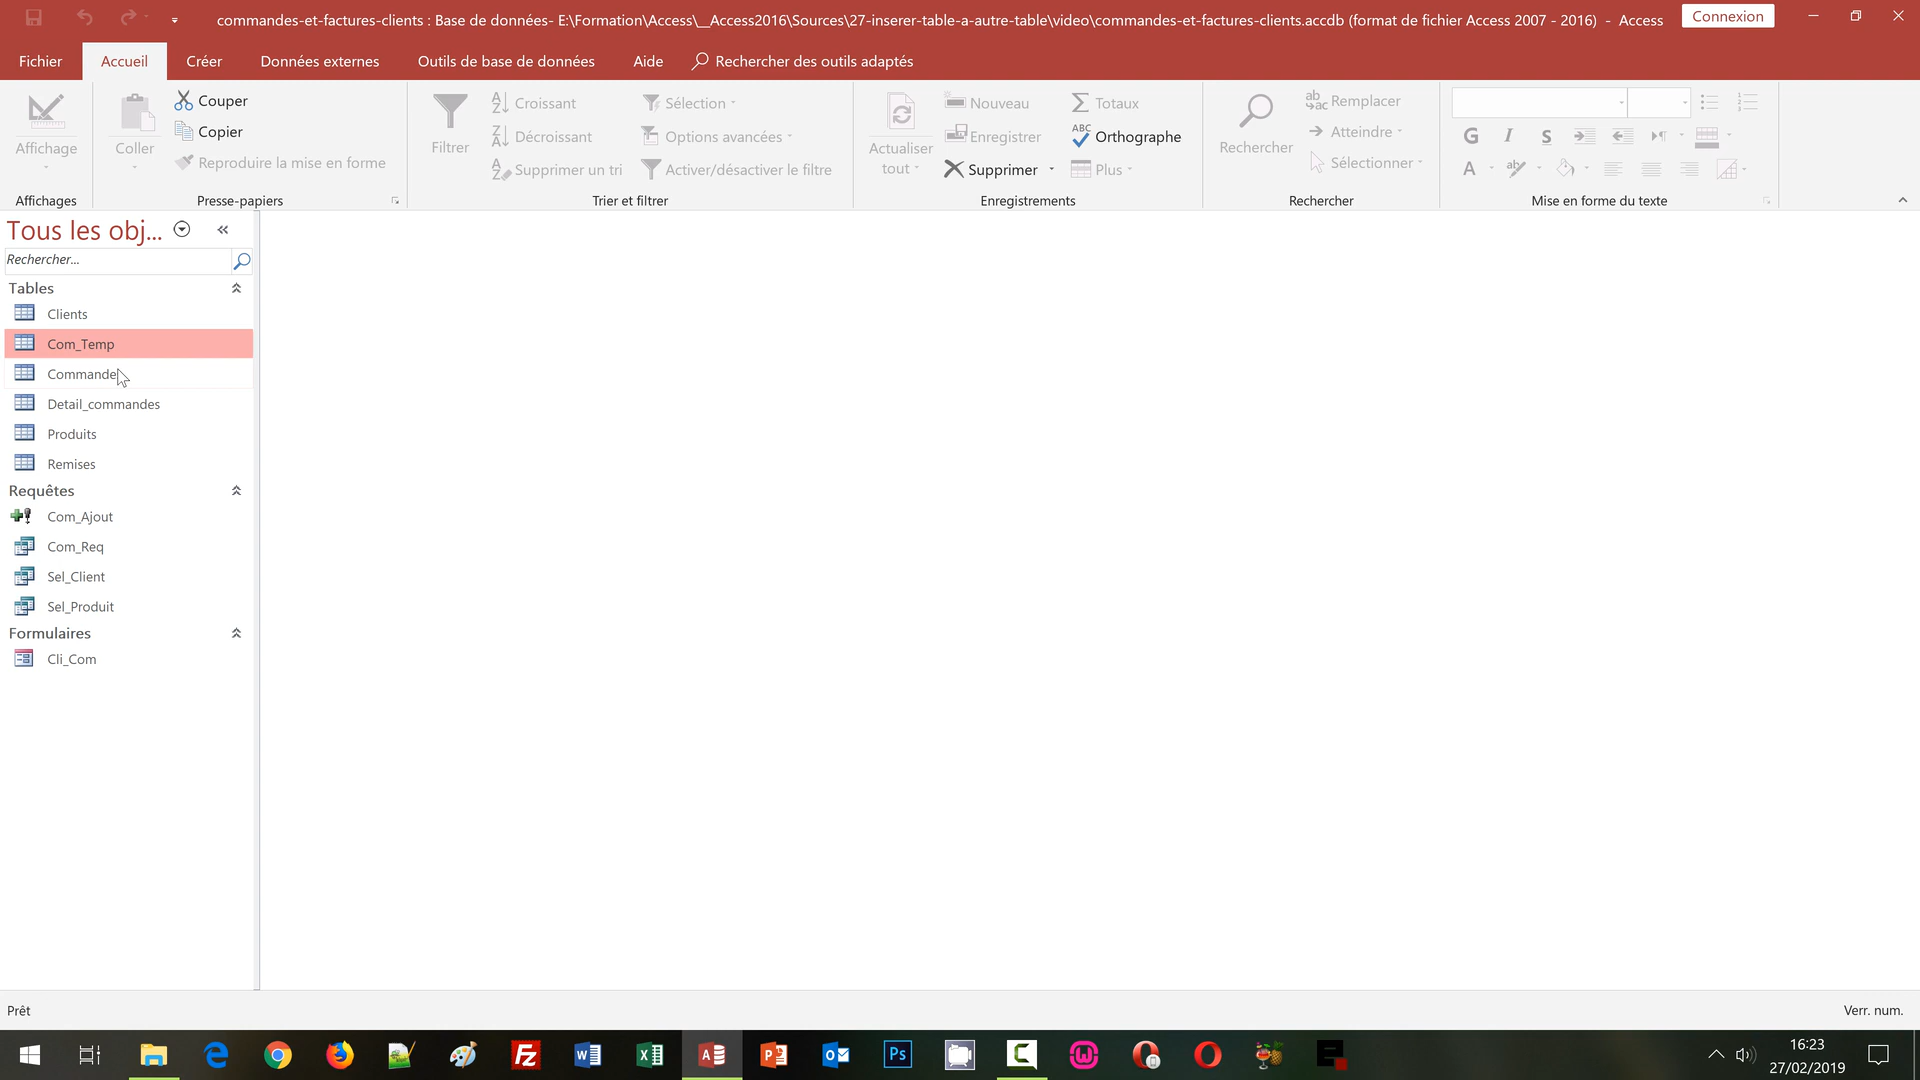 commandes-et-factures-clients : Base de données- E:\Formation\Access\__Access2016\Sources\27-inserer-table-a-autre-table\video\commandes-et-factures-clients.accdb (format de fichier Access 2007 - 2016) - Access
Connexion
Fichier Accueil Créer Données externes Outils de base de données Aide Rechercher des outils adaptés
Affichage
Affichages
Coller
Couper
Copier
Reproduire la mise en forme
Presse-papiers
Filtrer
Croissant
Décroissant
Supprimer un tri
Sélection
Options avancées
Activer/désactiver le filtre
Trier et filtrer
Actualiser
tout
Nouveau
Enregistrer
Supprimer
Totaux
Orthographe
Plus
Enregistrements
Rechercher
Remplacer
Atteindre
Sélectionner
Rechercher
G I S
A
Mise en forme du texte
Tous les obj...
Rechercher...
Tables
Clients
Com_Temp
Commande
Detail_commandes
Produits
Remises
Requêtes
Com_Ajout
Com_Req
Sel_Client
Sel_Produit
Formulaires
Cli_Com
Prêt
Verr. num.
16:23
27/02/2019